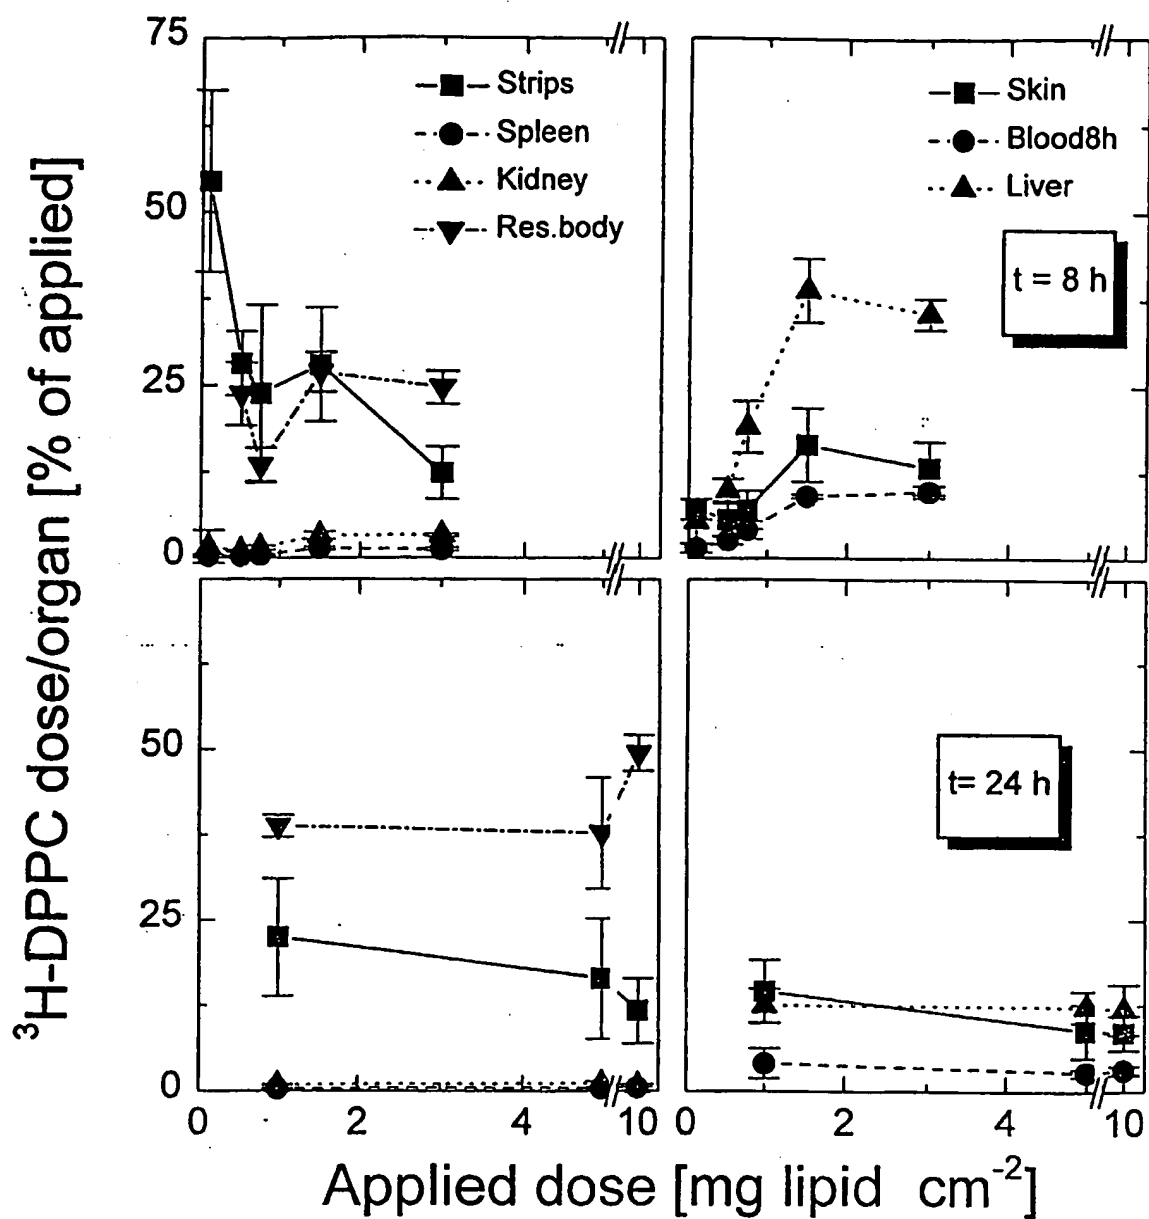 75
50
25
0
Strips
Spleen
Kidney
Res.body
Skin
Blood8h
Liver
t = 8 h
50
25
0
t= 24 h
0 2 4 10
0 2 4 10
³H-DPPC dose/organ [% of applied]
Applied dose [mg lipid cm⁻²]